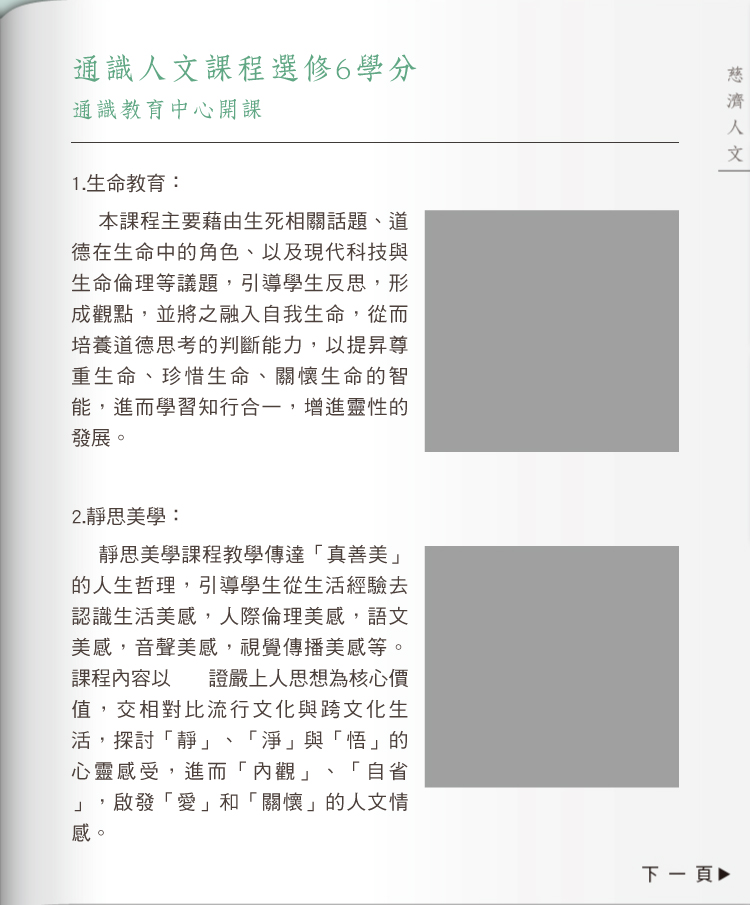 通識人文課程選修6學分
通識教育中心開課
慈濟人文
1.生命教育：
本課程主要藉由生死相關話題、道
德在生命中的角色、以及現代科技與
生命倫理等議題，引導學生反思，形
成觀點，並將之融入自我生命，從而
培養道德思考的判斷能力，以提昇尊
重生命、珍惜生命、關懷生命的智
能，進而學習知行合一，增進靈性的
發展。
2.靜思美學：
靜思美學課程教學傳達「真善美」
的人生哲理，引導學生從生活經驗去
認識生活美感，人際倫理美感，語文
美感，音聲美感，視覺傳播美感等。
課程內容以　　證嚴上人思想為核心價
值，交相對比流行文化與跨文化生
活，探討「靜」、「淨」與「悟」的
心靈感受，進而「內觀」、「自省
」，啟發「愛」和「關懷」的人文情
感。
下一頁▶